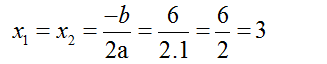 x₁ = x₂ = -b/2a = 6/2.1 = 6/2 = 3